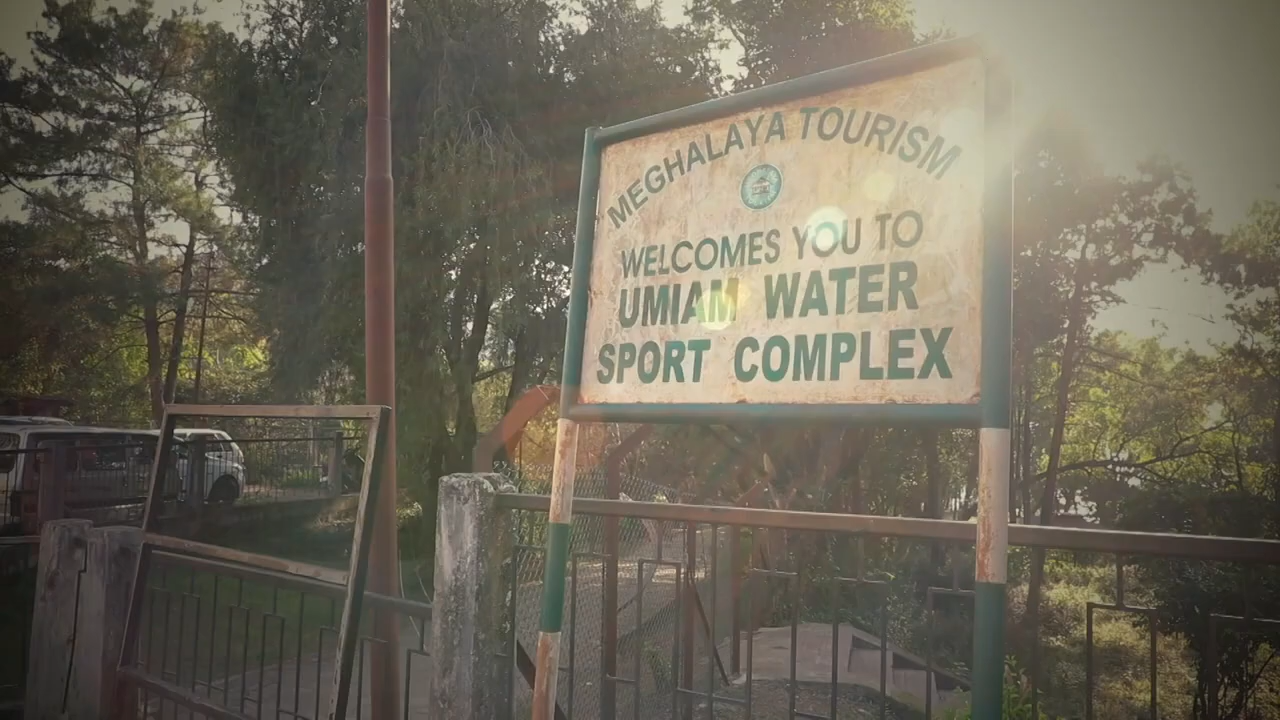 MEGHALAYA TOURISM
WELCOMES YOU TO
UMIAM WATER
SPORT COMPLEX